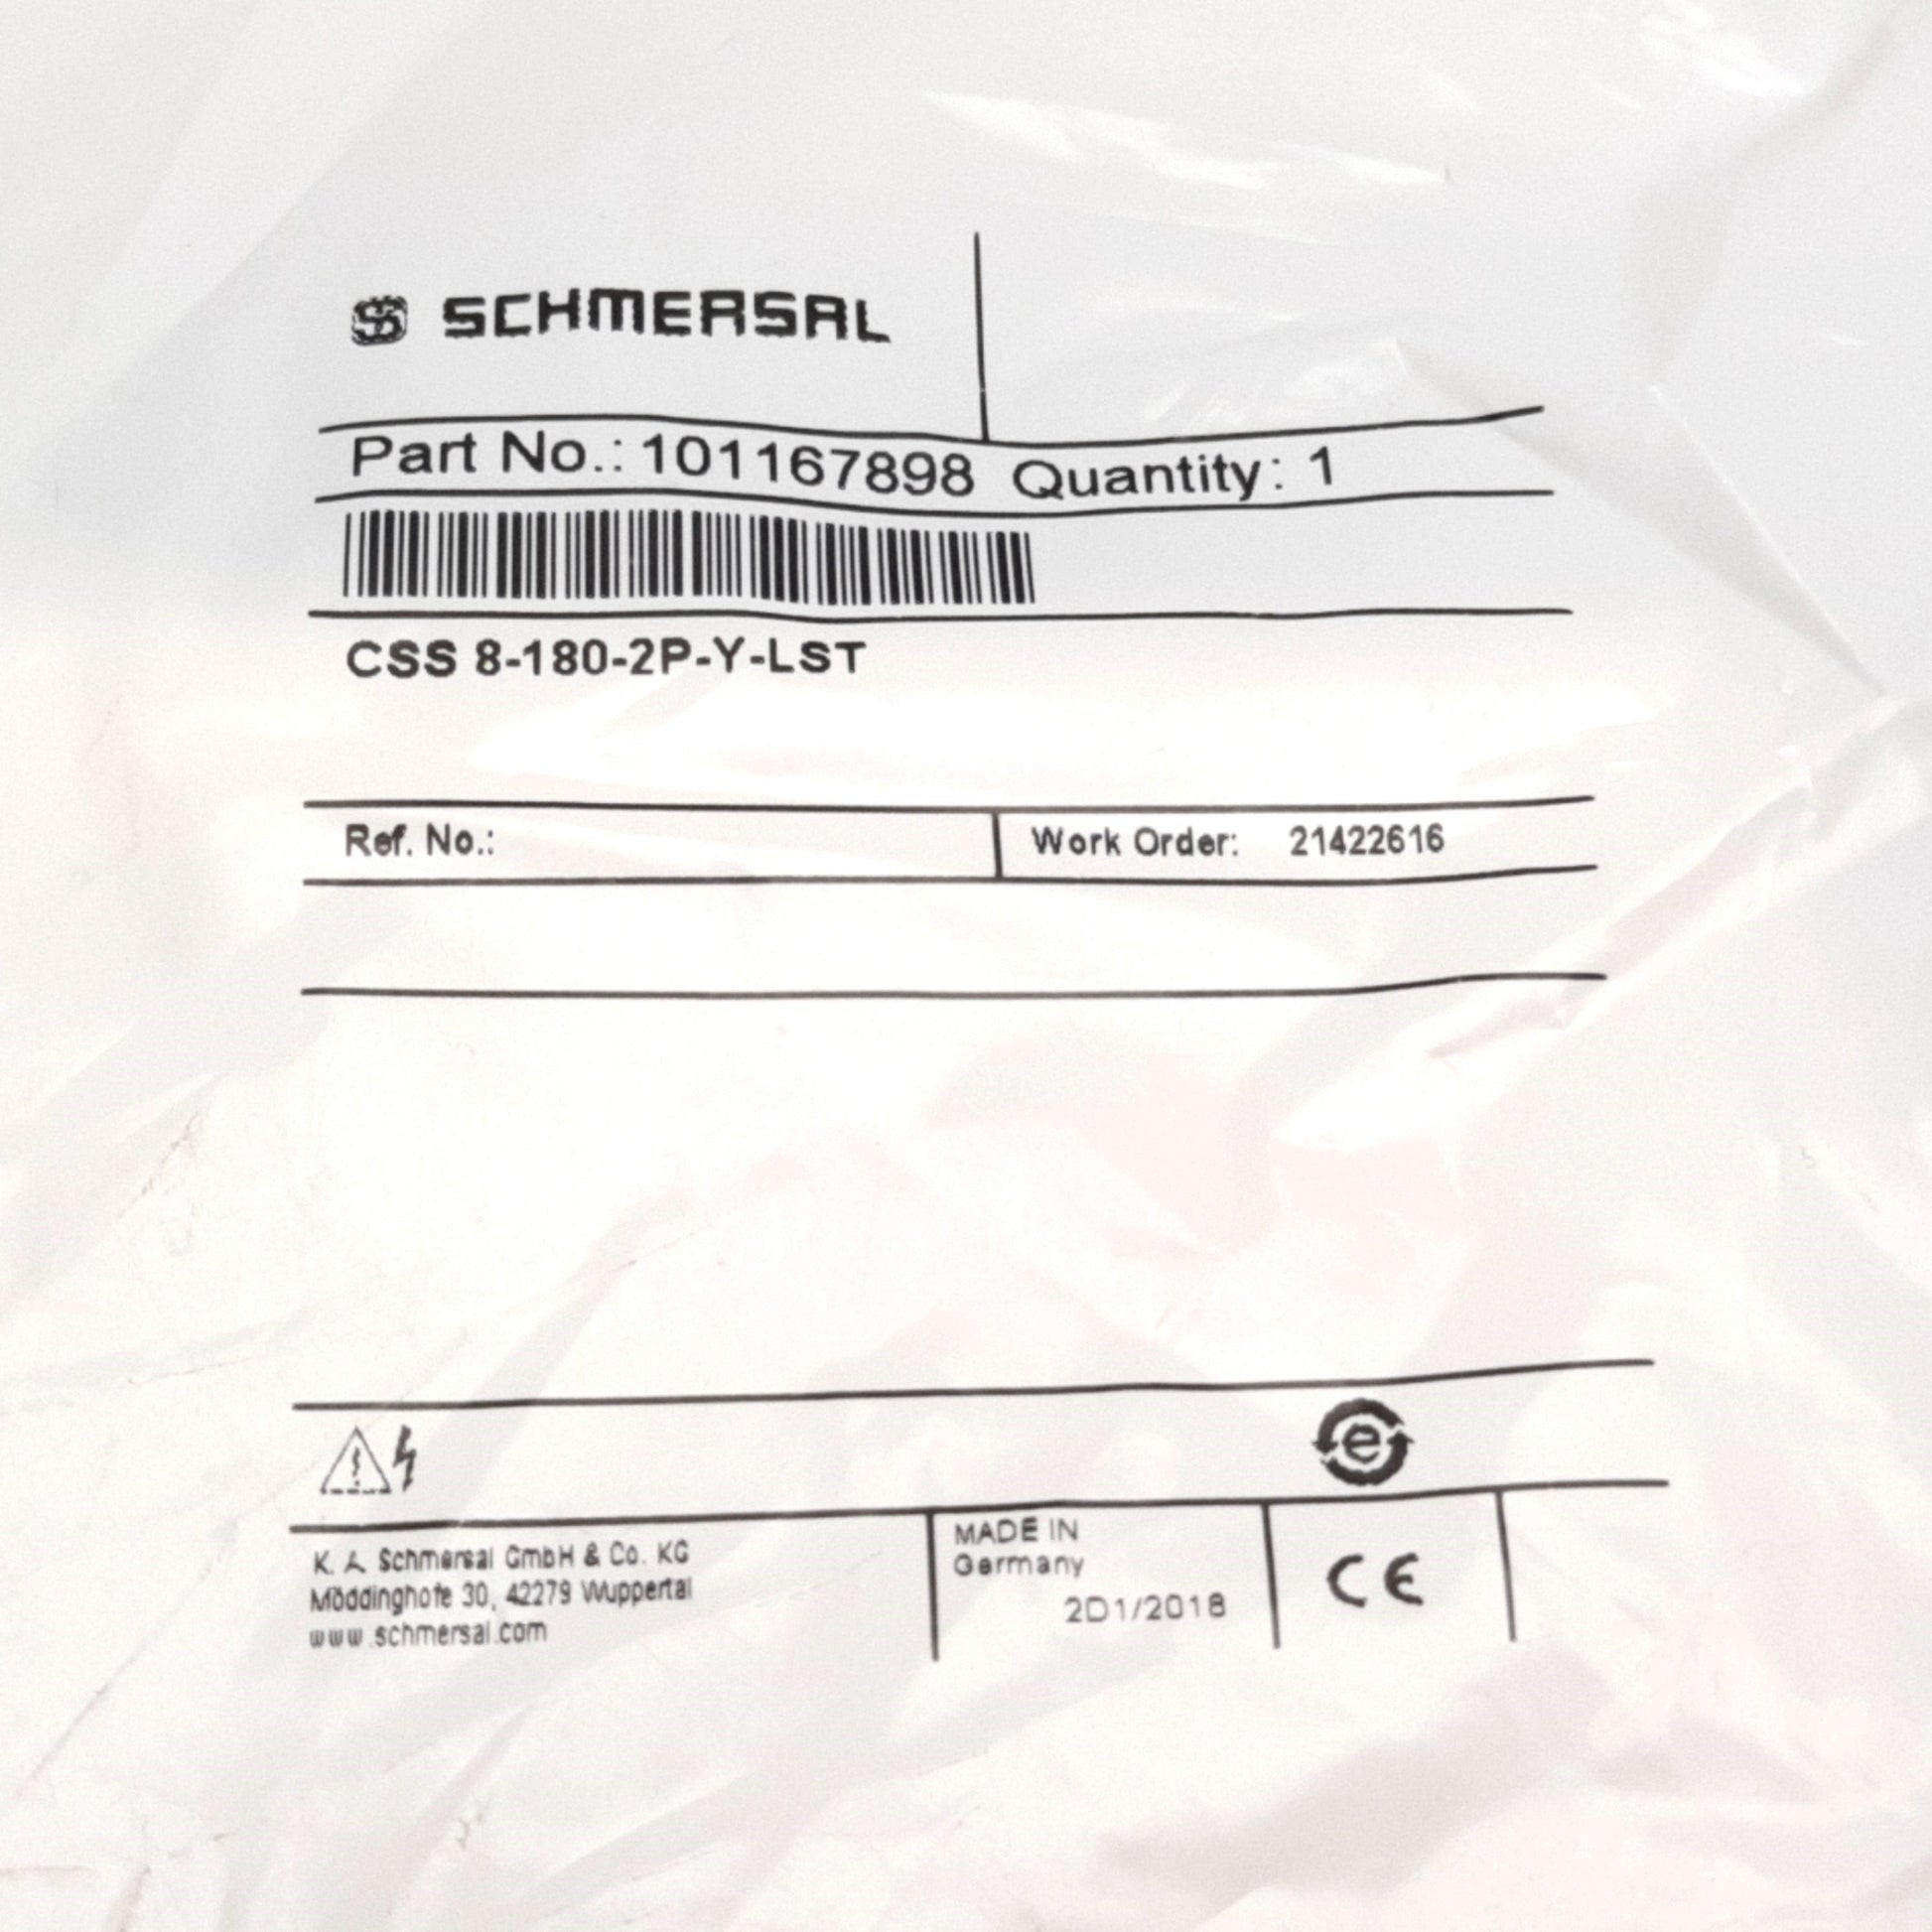 SCHMERSAL
Part No.: 101167898 Quantity: 1
CSS 8-180-2P-Y-LST
Ref. No.: Work Order: 21422616
K. A. Schmersal GmbH & Co. KG
Möddinghofe 30, 42279 Wuppertal
www.schmersal.com
MADE IN
Germany
2D1/2018
e
CE